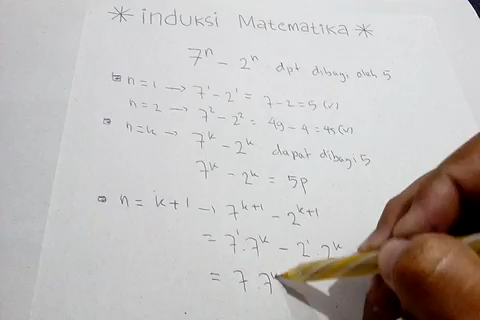 * induksi Matematika *
7ⁿ - 2ⁿ dpt dibagi oleh 5
n=1 → 7¹ - 2¹ = 7-2 = 5 (v)
n=2 → 7² - 2² = 49 - 4 = 45 (v)
n=k → 7ᵏ - 2ᵏ dapat dibagi 5
7ᵏ - 2ᵏ = 5p
n = k+1 → 7ᵏ⁺¹ - 2ᵏ⁺¹
= 7¹.7ᵏ - 2¹.2ᵏ
= 7.7ᵏ